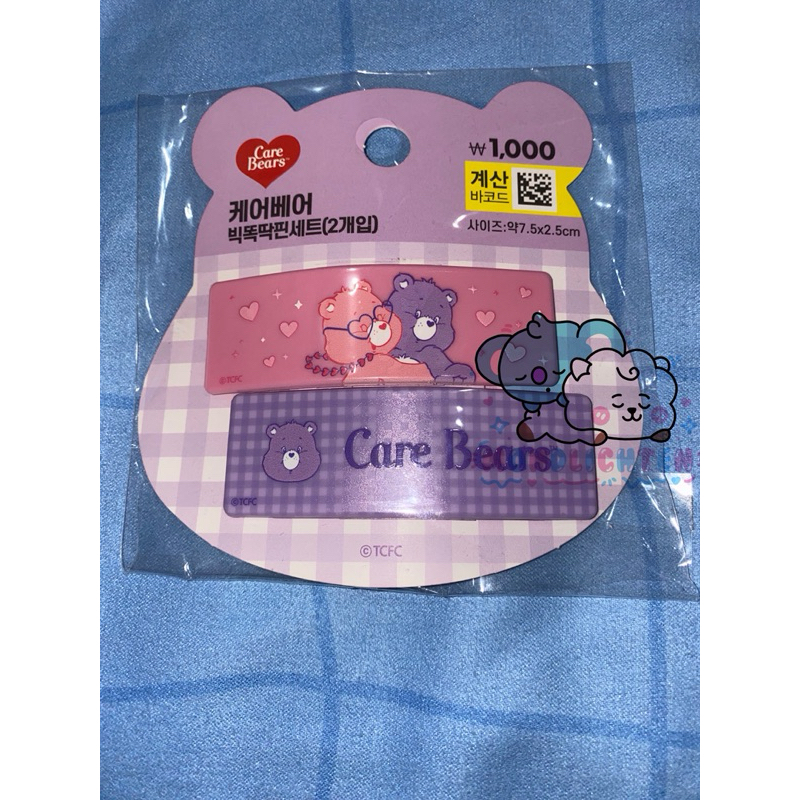 Care
Bears™
₩1,000
계산
바코드
케어베어
빅똑딱핀세트(2개입)
사이즈:약7.5x2.5cm
©TCFC
Care Bears
©TCFC
©TCFC